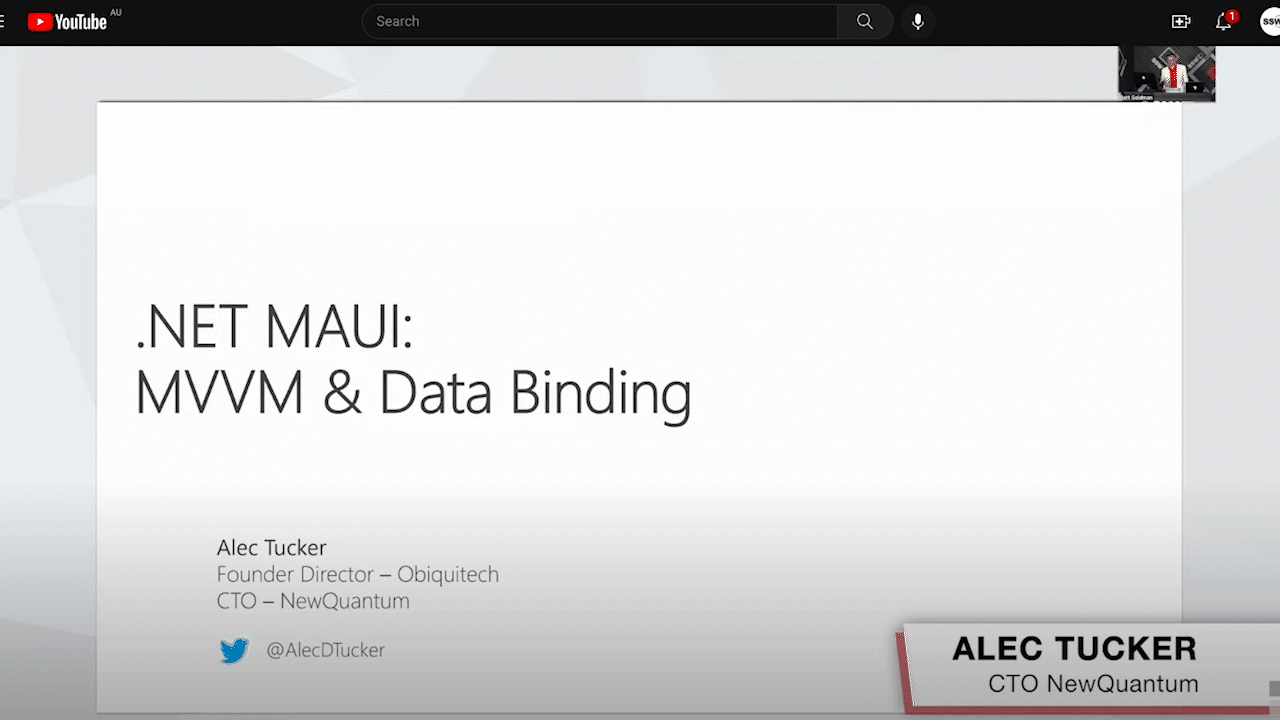 YouTube AU
Search
1
SSW
Matt Goldman
.NET MAUI:
MVVM & Data Binding
Alec Tucker
Founder Director – Obiquitech
CTO – NewQuantum
@AlecDTucker
ALEC TUCKER
CTO NewQuantum